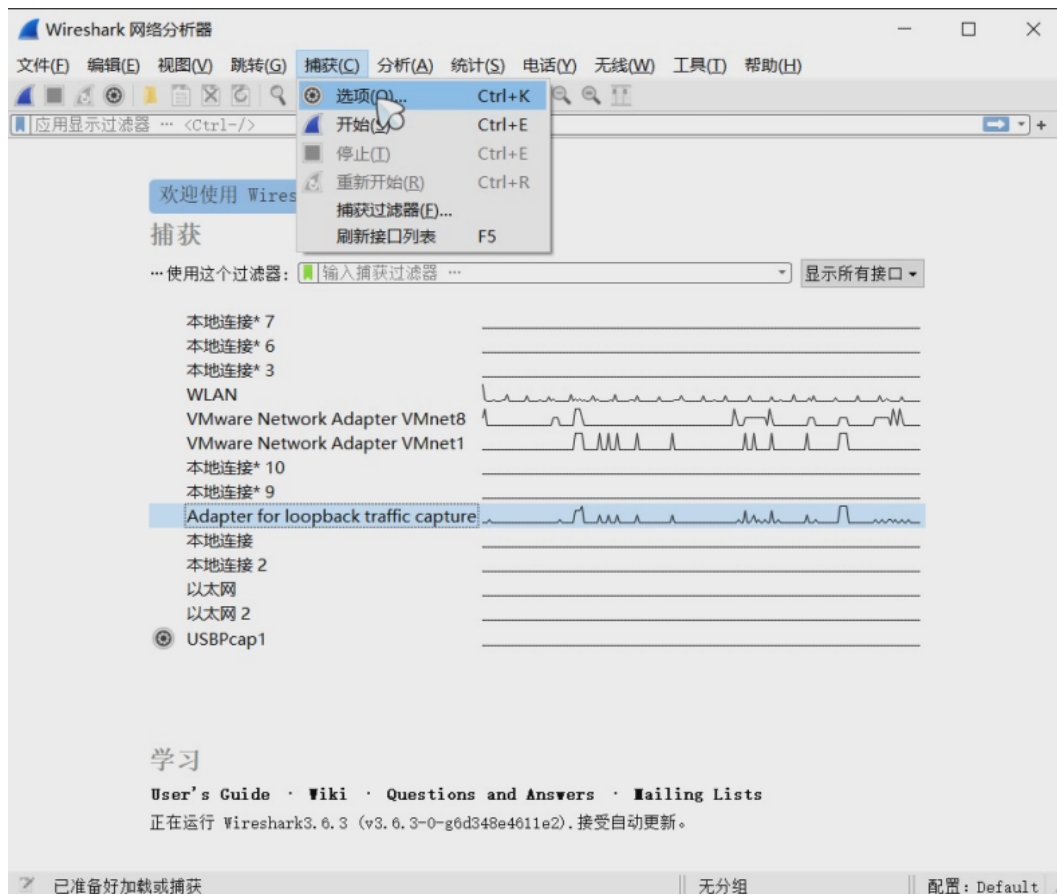 Wireshark 网络分析器
文件(F) 编辑(E) 视图(V) 跳转(G) 捕获(C) 分析(A) 统计(S) 电话(Y) 无线(W) 工具(T) 帮助(H)
选项(O)... Ctrl+K
应用显示过滤器 … <Ctrl-/>
开始(S) Ctrl+E
停止(T) Ctrl+E
重新开始(R) Ctrl+R
捕获过滤器(F)...
刷新接口列表 F5
欢迎使用 Wires
捕获
…使用这个过滤器: 输入捕获过滤器 … 显示所有接口
本地连接* 7
本地连接* 6
本地连接* 3
WLAN
VMware Network Adapter VMnet8
VMware Network Adapter VMnet1
本地连接* 10
本地连接* 9
Adapter for loopback traffic capture
本地连接
本地连接 2
以太网
以太网 2
USBPcap1
学习
User's Guide · Wiki · Questions and Answers · Mailing Lists
正在运行 Wireshark3.6.3 (v3.6.3-0-g6d348e4611e2).接受自动更新。
已准备好加载或捕获 无分组 配置: Default